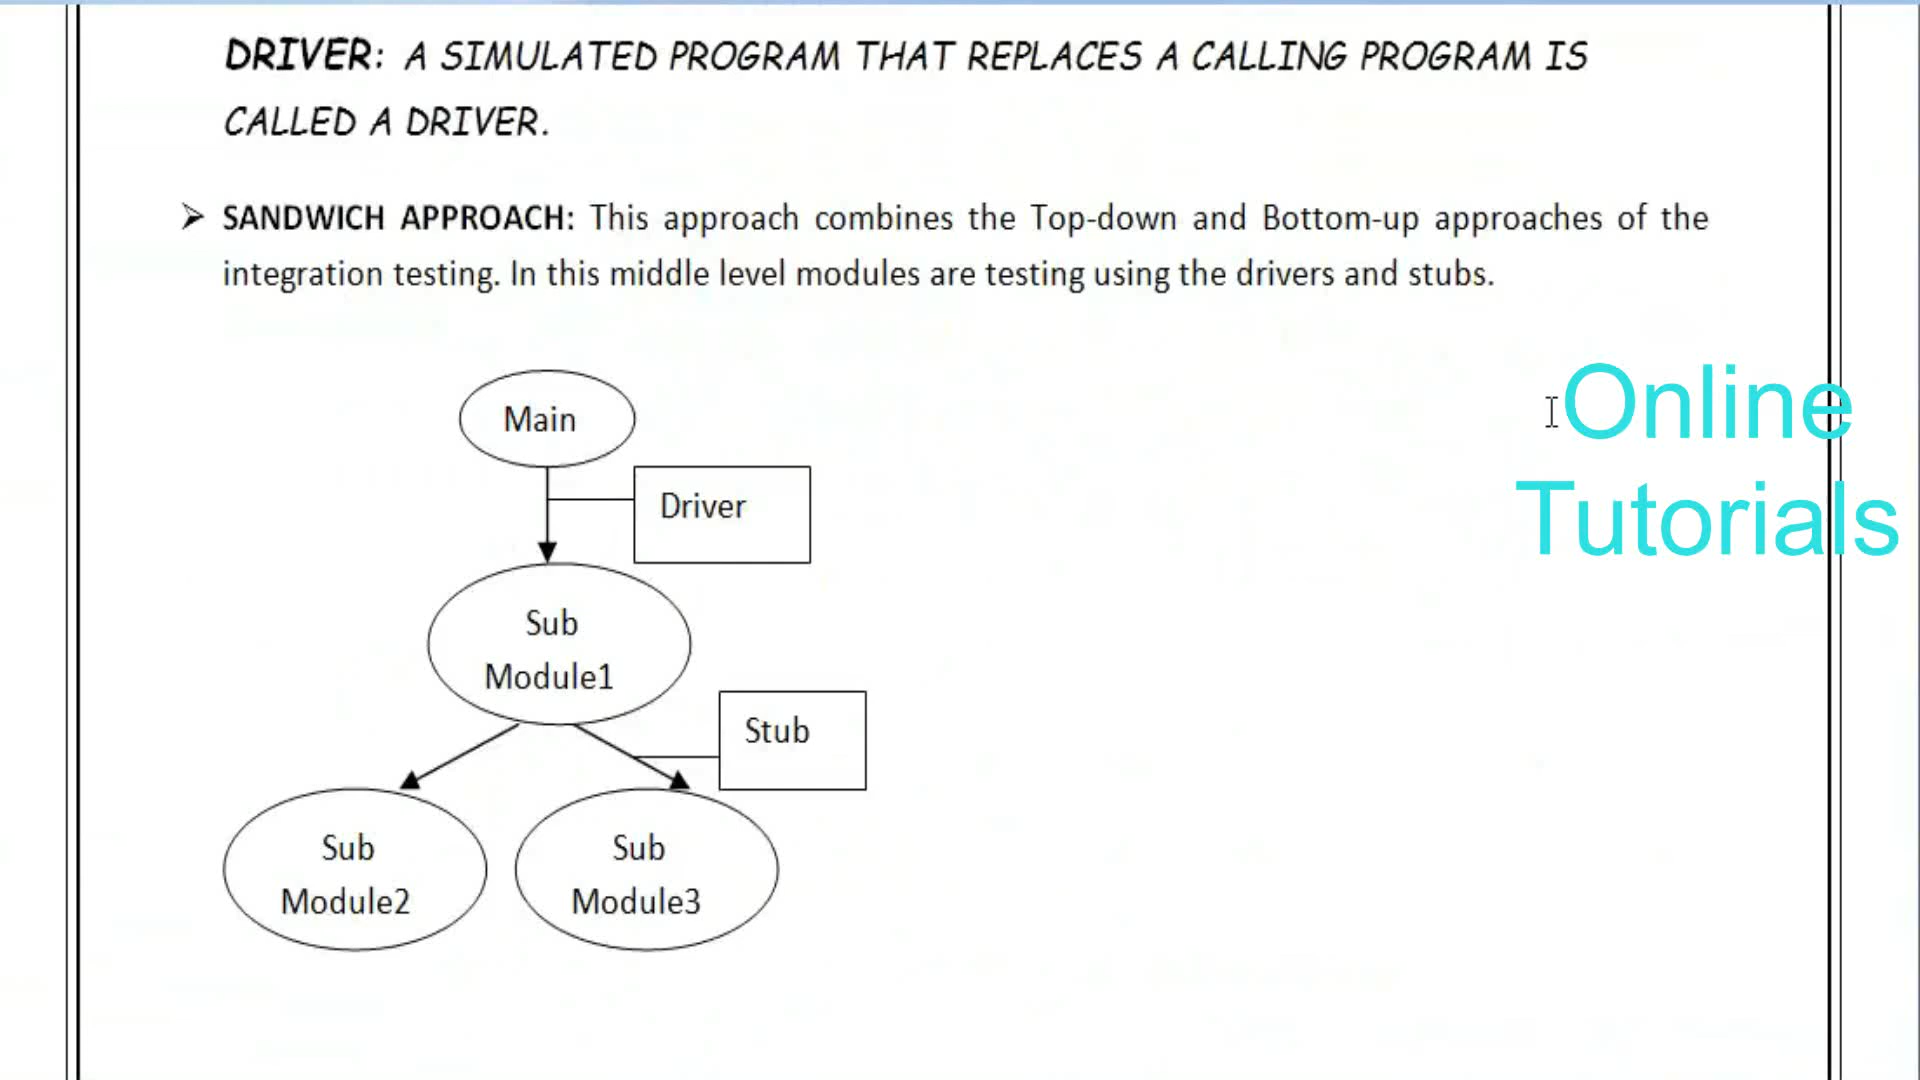 DRIVER: A SIMULATED PROGRAM THAT REPLACES A CALLING PROGRAM IS
CALLED A DRIVER.
SANDWICH APPROACH: This approach combines the Top-down and Bottom-up approaches of the
integration testing. In this middle level modules are testing using the drivers and stubs.
Online
Tutorials
Main
Driver
Sub
Module1
Stub
Sub
Module2
Sub
Module3